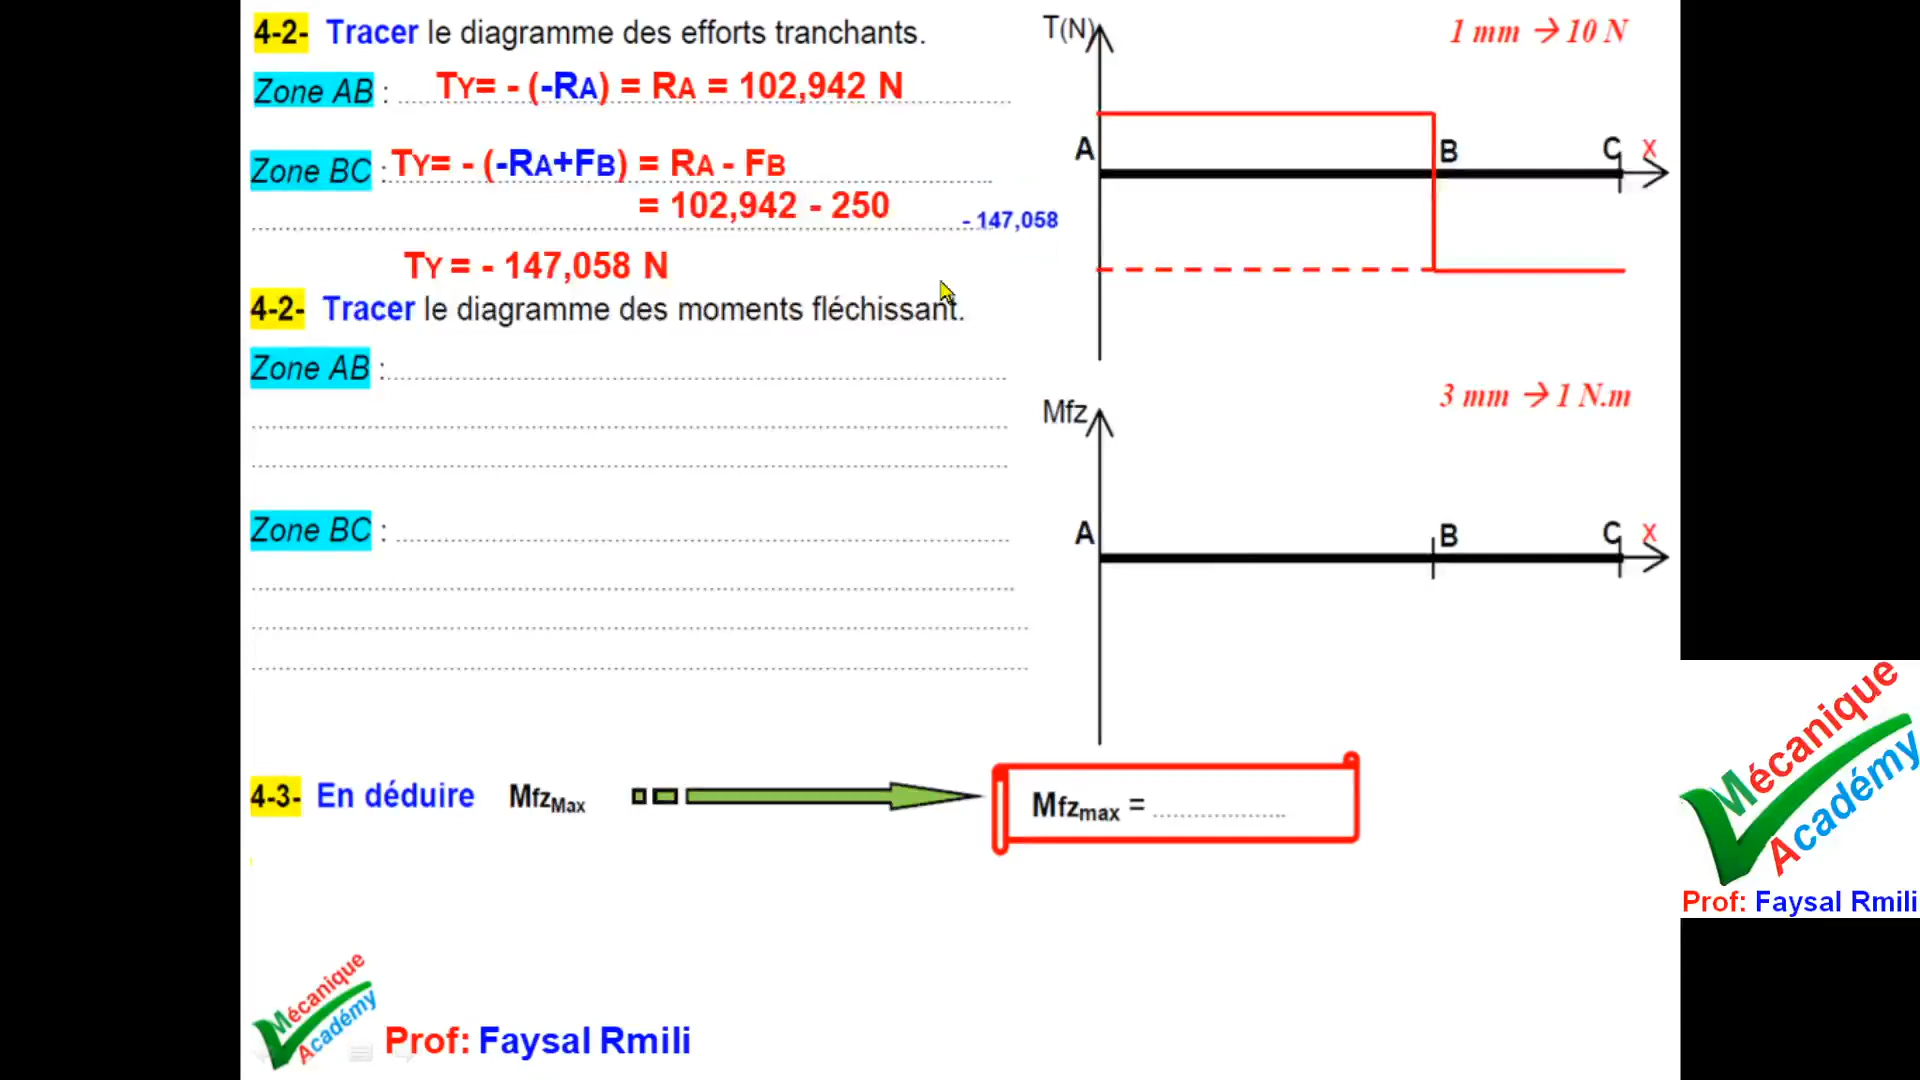 4-2- Tracer le diagramme des efforts tranchants.
Zone AB : TY= - (-RA) = RA = 102,942 N
Zone BC : TY= - (-RA+FB) = RA - FB
= 102,942 - 250
- 147,058
TY = - 147,058 N
4-2- Tracer le diagramme des moments fléchissant.
Zone AB :
Zone BC :
4-3- En déduire MfzMax
Mfzmax = ....................
T(N)
1 mm → 10 N
A B C X
3 mm → 1 N.m
Mfz
A B C X
Mécanique
Académy
Prof: Faysal Rmili
Mécanique
Académy
Prof: Faysal Rmili